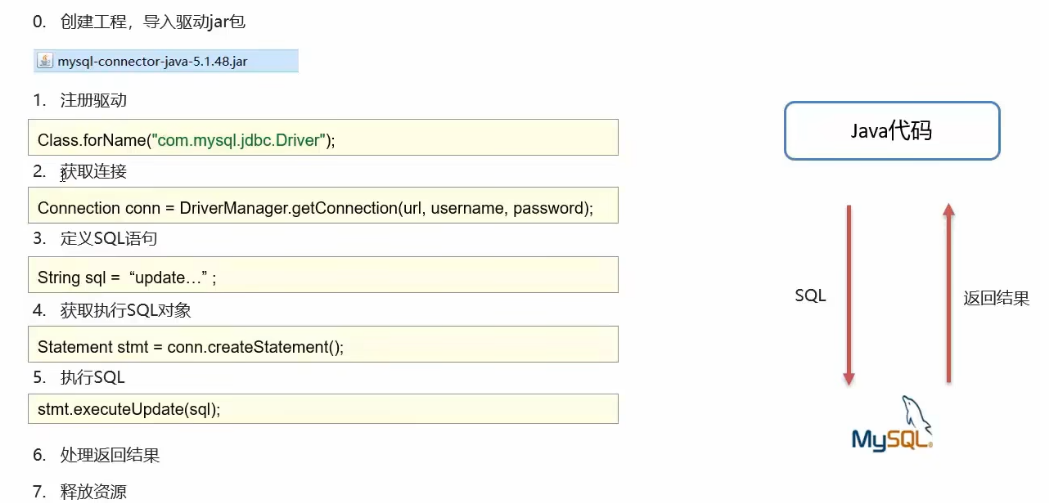 0. 创建工程，导入驱动jar包
mysql-connector-java-5.1.48.jar
1. 注册驱动
Class.forName("com.mysql.jdbc.Driver");
2. 获取连接
Connection conn = DriverManager.getConnection(url, username, password);
3. 定义SQL语句
String sql = “update…” ;
4. 获取执行SQL对象
Statement stmt = conn.createStatement();
5. 执行SQL
stmt.executeUpdate(sql);
6. 处理返回结果
7. 释放资源
Java代码
SQL
返回结果
MySQL